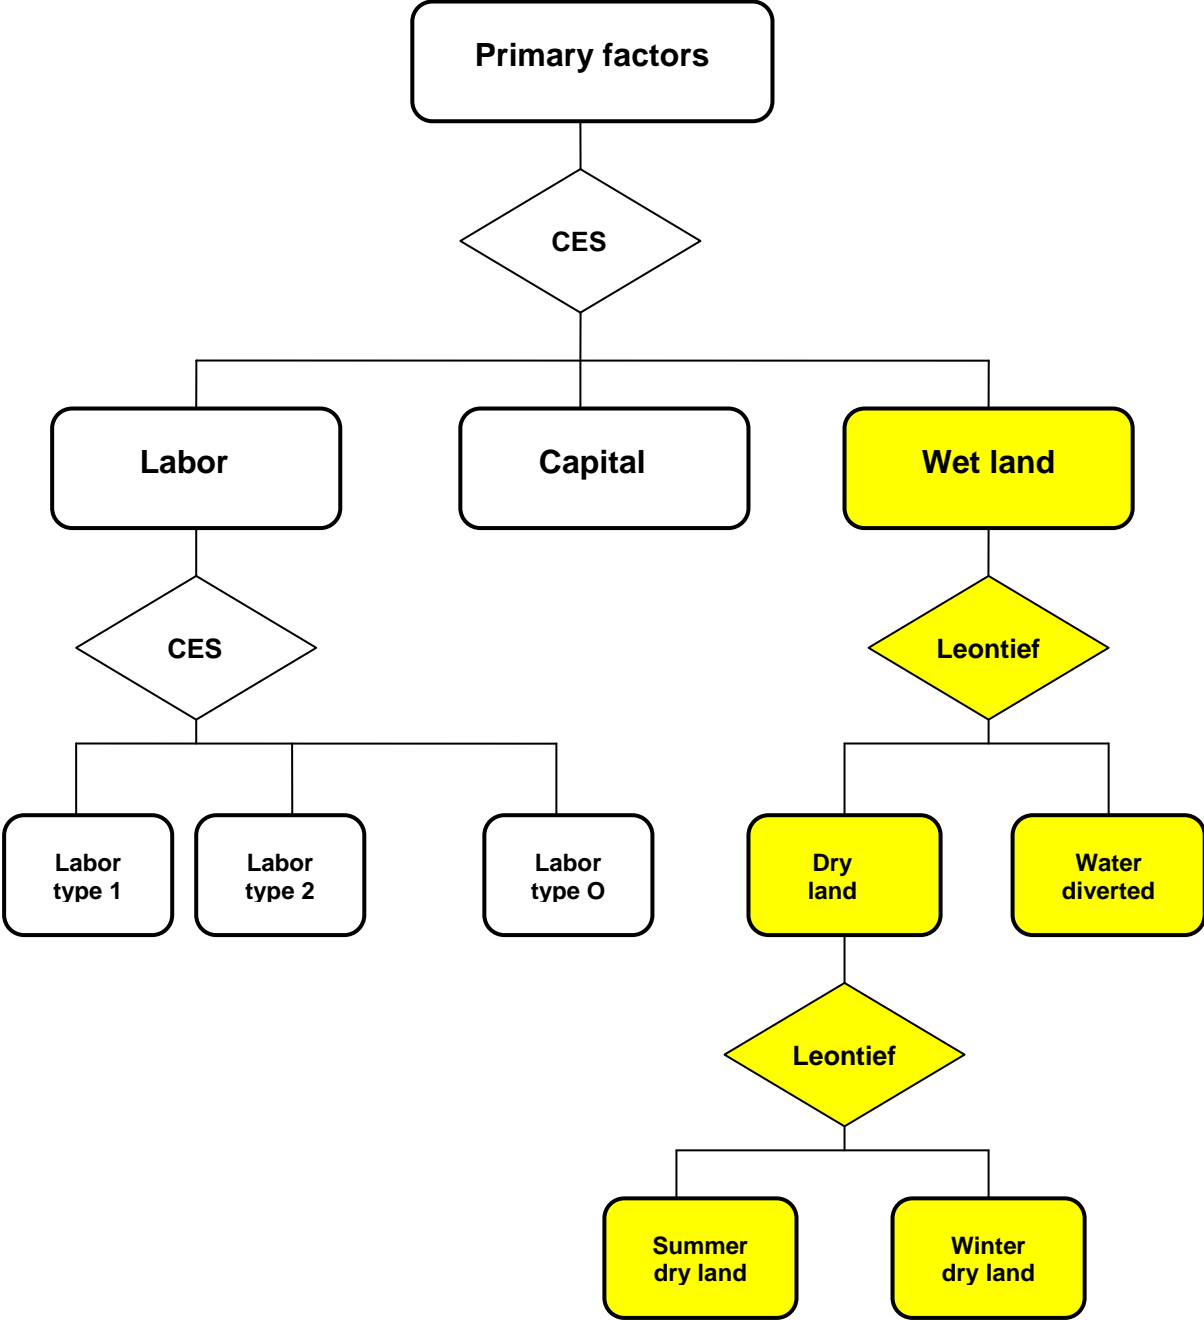 Primary factors
CES
Labor
Capital
Wet land
CES
Leontief
Labor
type 1
Labor
type 2
Labor
type O
Dry
land
Water
diverted
Leontief
Summer
dry land
Winter
dry land